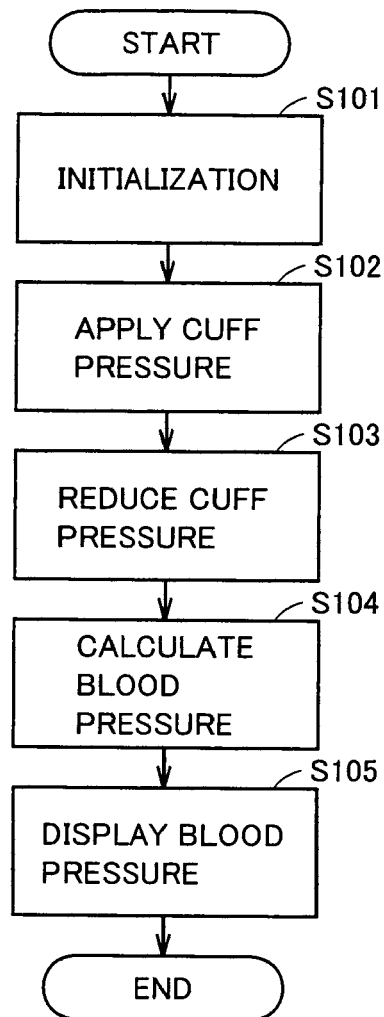 START
S101
INITIALIZATION
S102
APPLY CUFF
PRESSURE
S103
REDUCE CUFF
PRESSURE
S104
CALCULATE
BLOOD
PRESSURE
S105
DISPLAY BLOOD
PRESSURE
END